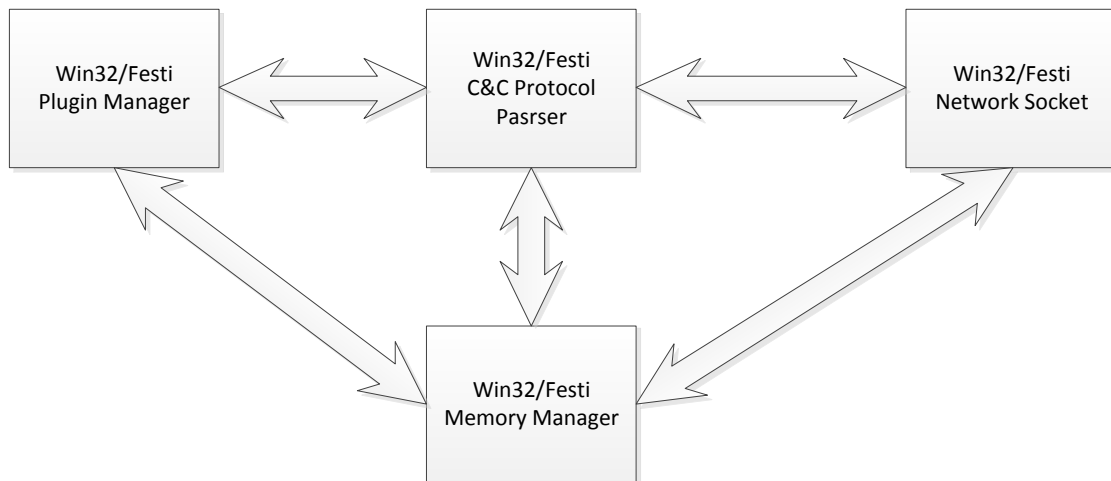 Win32/Festi
Plugin Manager
Win32/Festi
C&C Protocol
Pasrser
Win32/Festi
Network Socket
Win32/Festi
Memory Manager